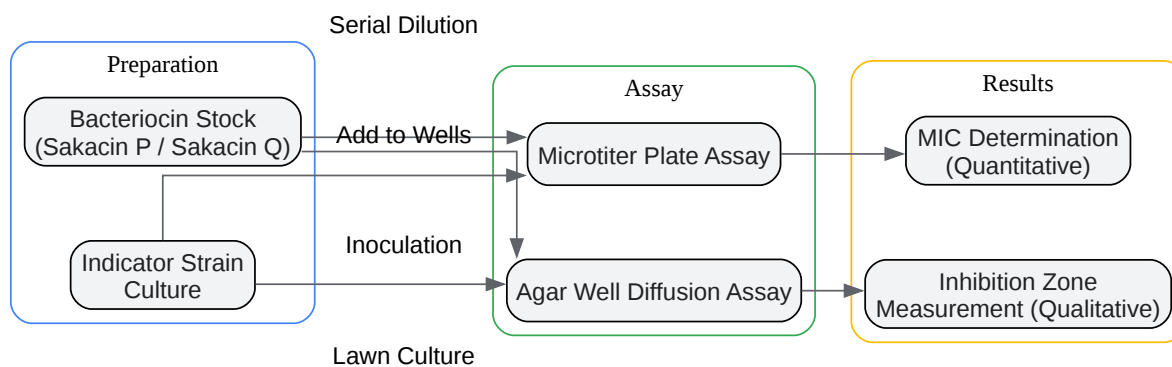 Serial Dilution
Preparation
Bacteriocin Stock
(Sakacin P / Sakacin Q)
Add to Wells
Indicator Strain
Culture
Inoculation
Lawn Culture
Assay
Microtiter Plate Assay
Agar Well Diffusion Assay
Results
MIC Determination
(Quantitative)
Inhibition Zone
Measurement (Qualitative)